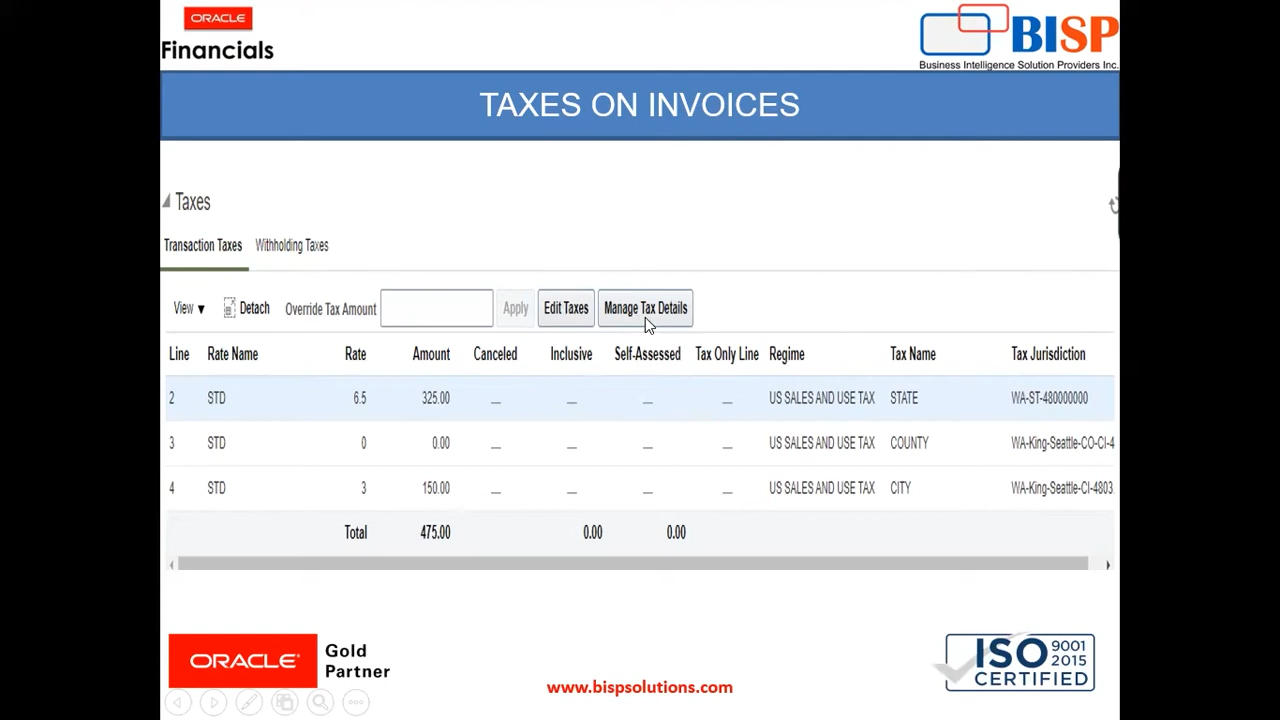 ORACLE
Financials
BISP
Business Intelligence Solution Providers Inc.
TAXES ON INVOICES
Taxes
Transaction Taxes Withholding Taxes
View Detach Override Tax Amount Apply Edit Taxes Manage Tax Details
Line Rate Name Rate Amount Canceled Inclusive Self-Assessed Tax Only Line Regime Tax Name Tax Jurisdiction
2 STD 6.5 325.00 — — — — US SALES AND USE TAX STATE WA-ST-480000000
3 STD 0 0.00 — — — — US SALES AND USE TAX COUNTY WA-King-Seattle-CO-CI-4
4 STD 3 150.00 — — — — US SALES AND USE TAX CITY WA-King-Seattle-CI-4803
Total 475.00 0.00 0.00
ORACLE®
Gold
Partner
www.bispsolutions.com
ISO 9001
2015
CERTIFIED